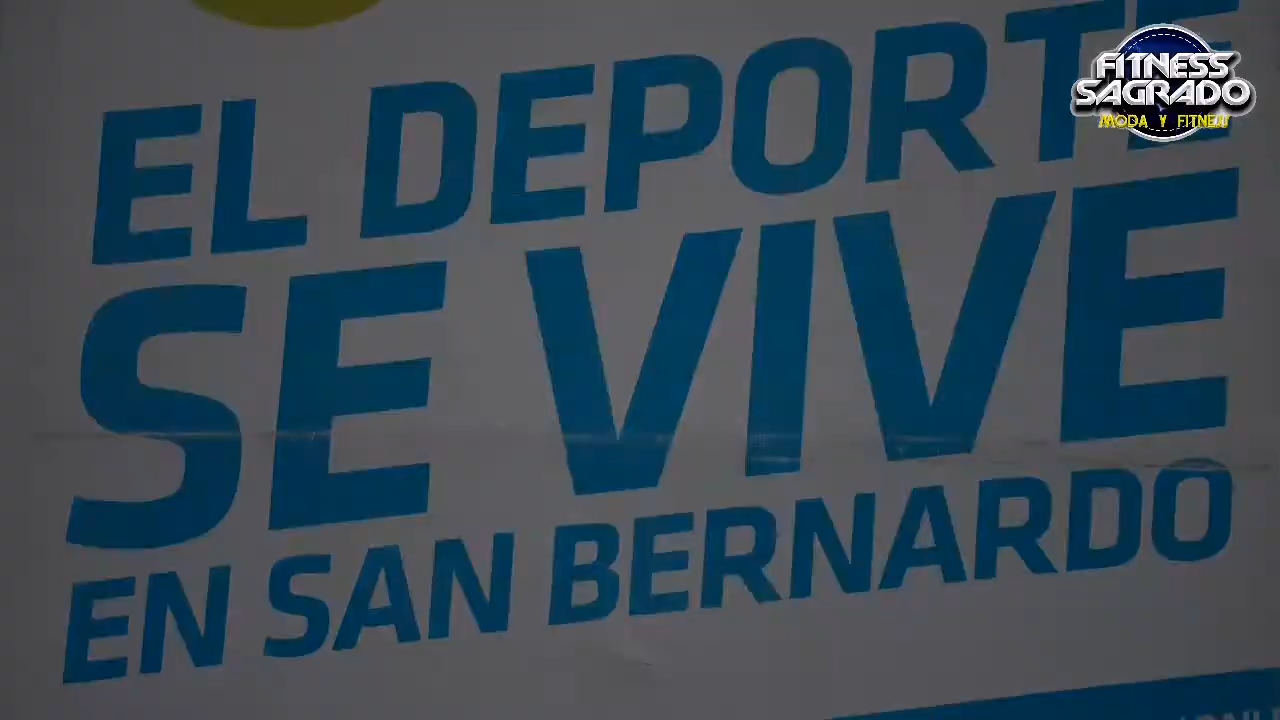 FITNESS
SAGRADO
MODA Y FITNESS
EL DEPORTE
SE VIVE
EN SAN BERNARDO